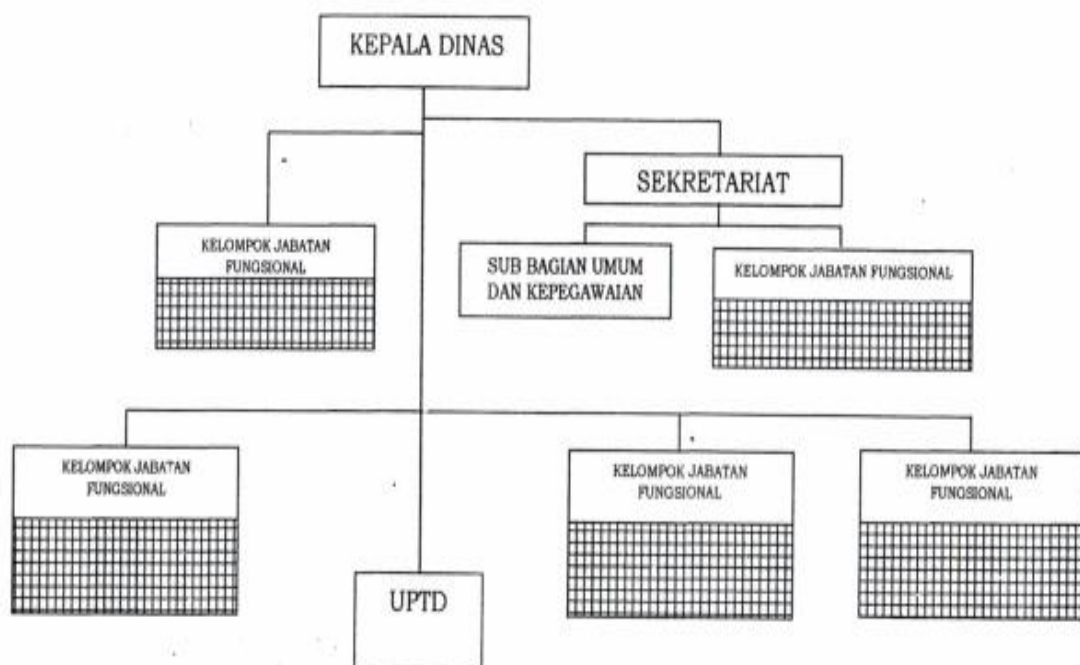 KEPALA DINAS
SEKRETARIAT
KELOMPOK JABATAN
FUNGSIONAL
SUB BAGIAN UMUM
DAN KEPEGAWAIAN
KELOMPOK JABATAN FUNGSIONAL
KELOMPOK JABATAN
FUNGSIONAL
KELOMPOK JABATAN
FUNGSIONAL
KELOMPOK JABATAN
FUNGSIONAL
UPTD